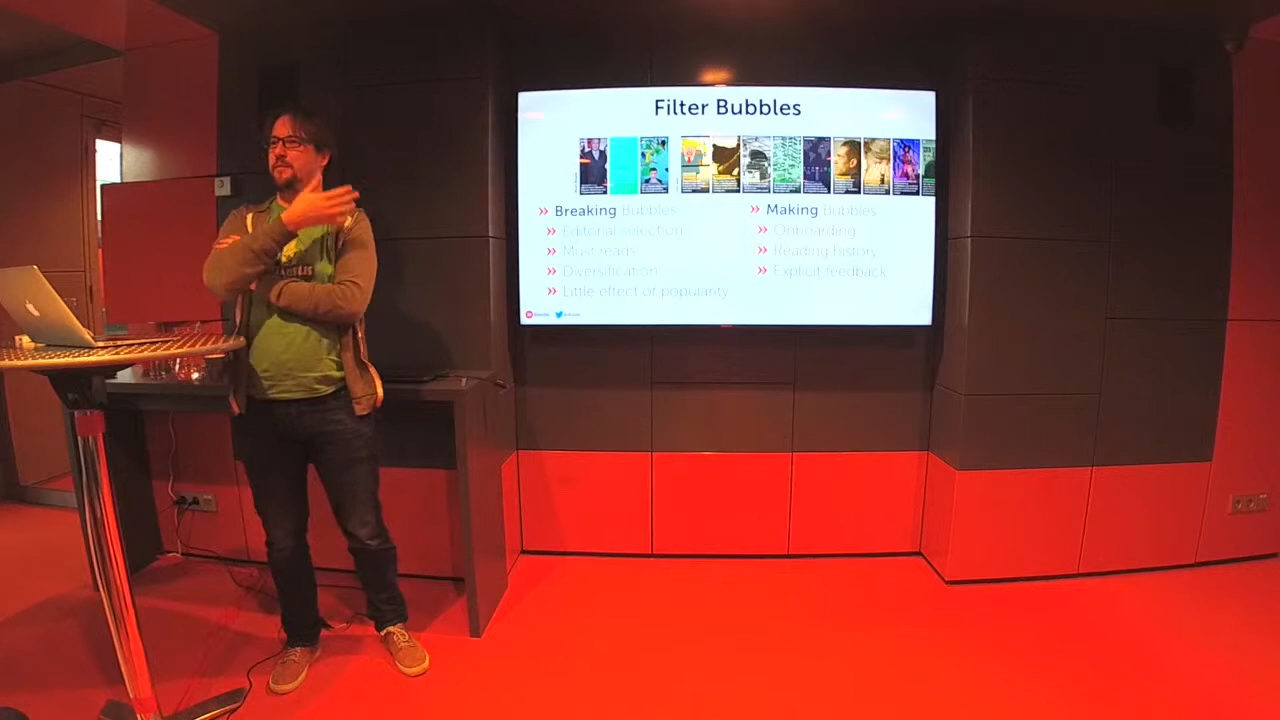 Filter Bubbles
» Breaking Bubbles
» Editorial selection
» Must-reads
» Diversification
» Little effect of popularity
» Making Bubbles
» Onboarding
» Reading history
» Explicit feedback